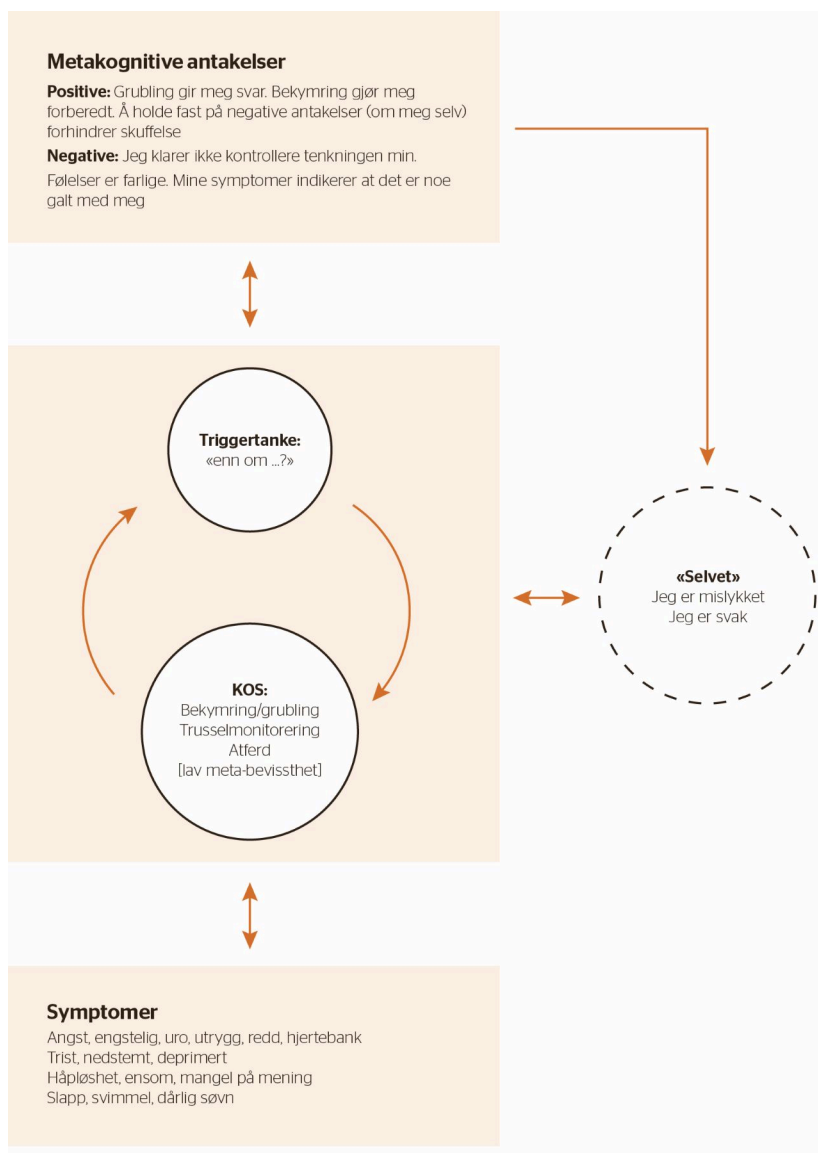 Metakognitive antakelser
Positive: Grubling gir meg svar. Bekymring gjør meg
forberedt. Å holde fast på negative antakelser (om meg selv)
forhindrer skuffelse
Negative: Jeg klarer ikke kontrollere tenkningen min.
Følelser er farlige. Mine symptomer indikerer at det er noe
galt med meg
Triggertanke:
«enn om ...?»
«Selvet»
Jeg er mislykket
Jeg er svak
KOS:
Bekymring/grubling
Trusselmonitorering
Atferd
[lav meta-bevissthet]
Symptomer
Angst, engstelig, uro, utrygg, redd, hjertebank
Trist, nedstemt, deprimert
Håpløshet, ensom, mangel på mening
Slapp, svimmel, dårlig søvn